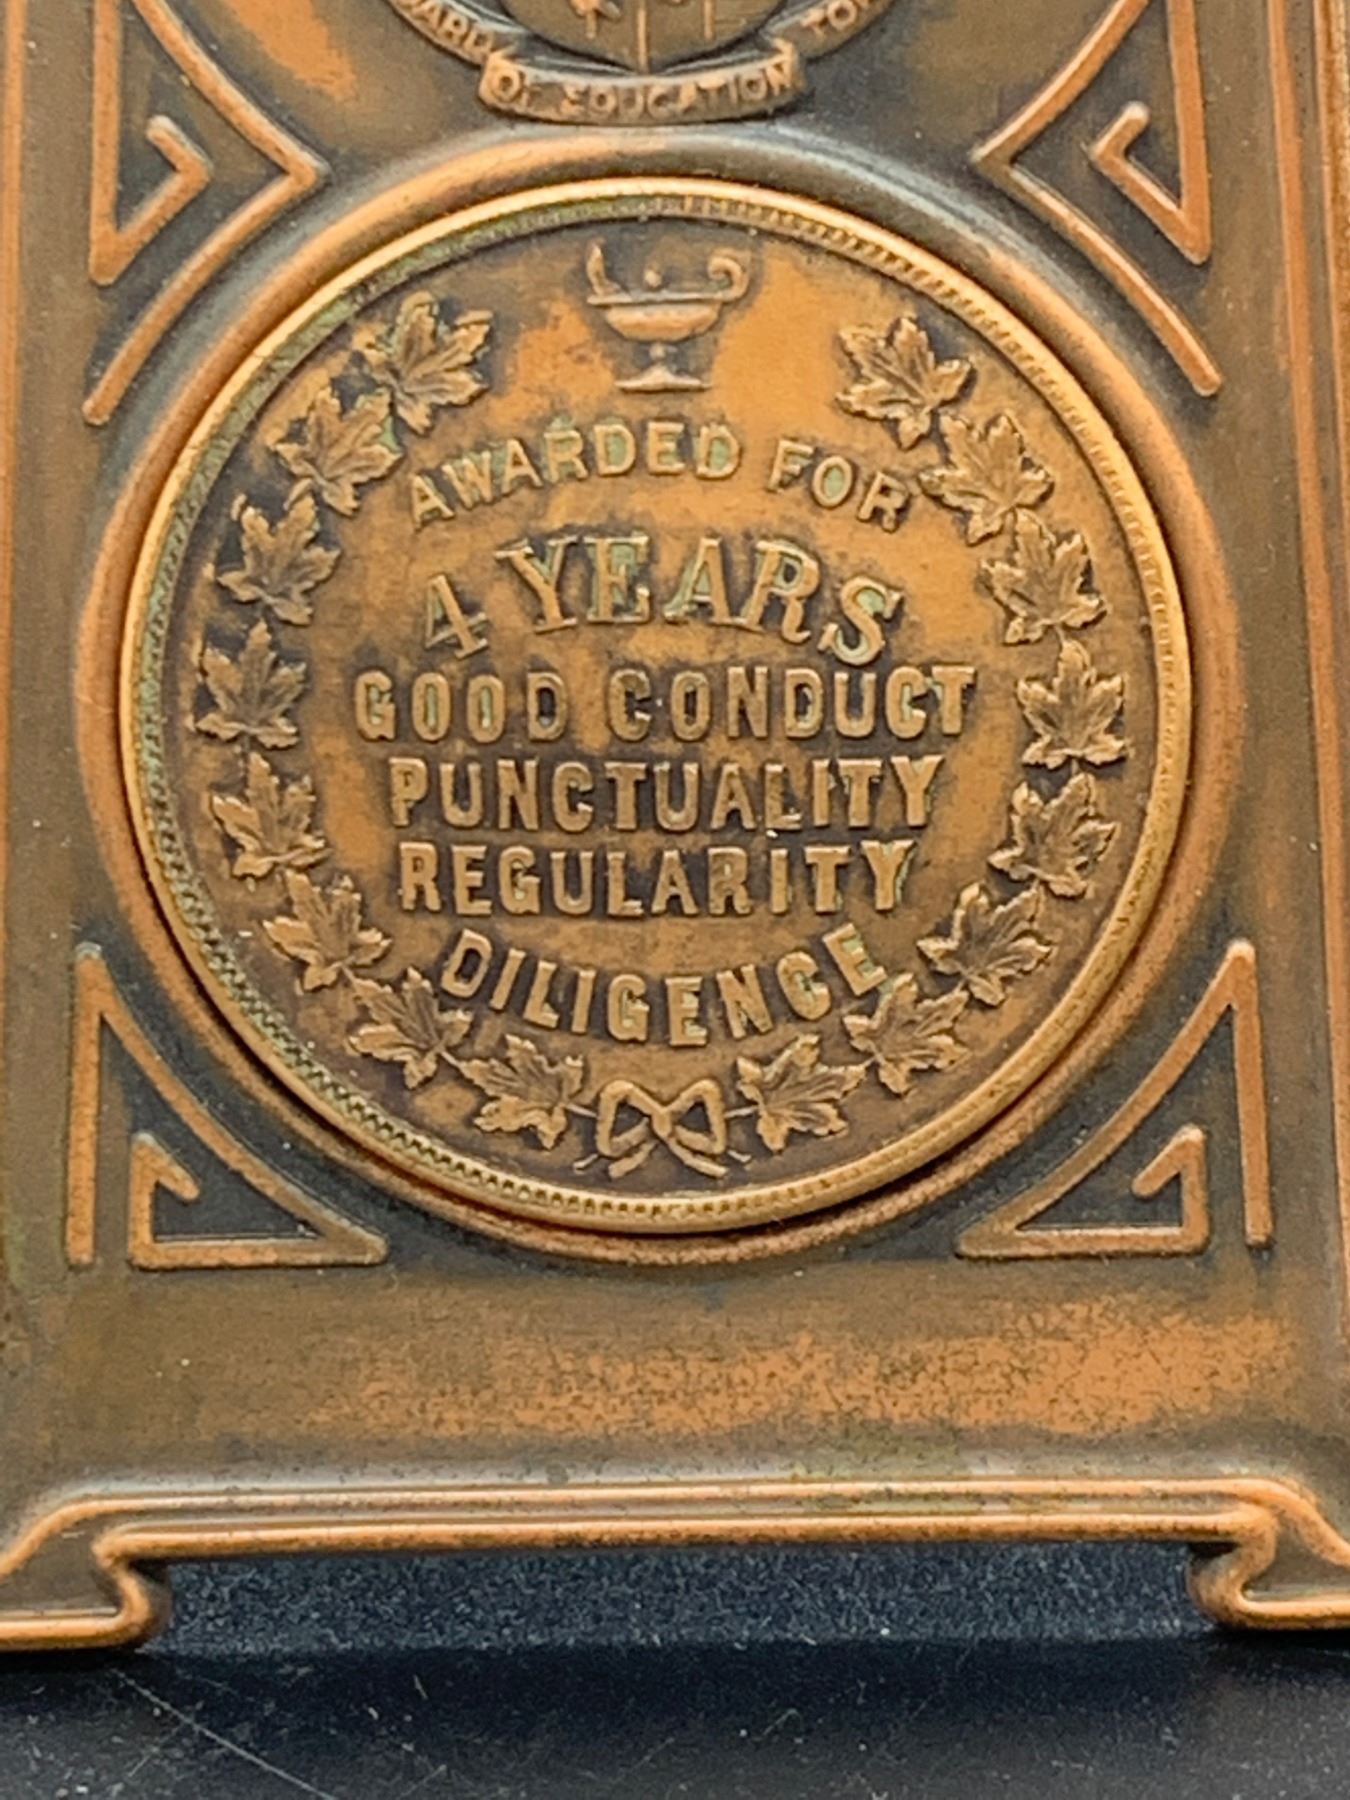 OF EDUCATION
AWARDED FOR
4 YEARS
GOOD CONDUCT
PUNCTUALITY
REGULARITY
DILIGENCE